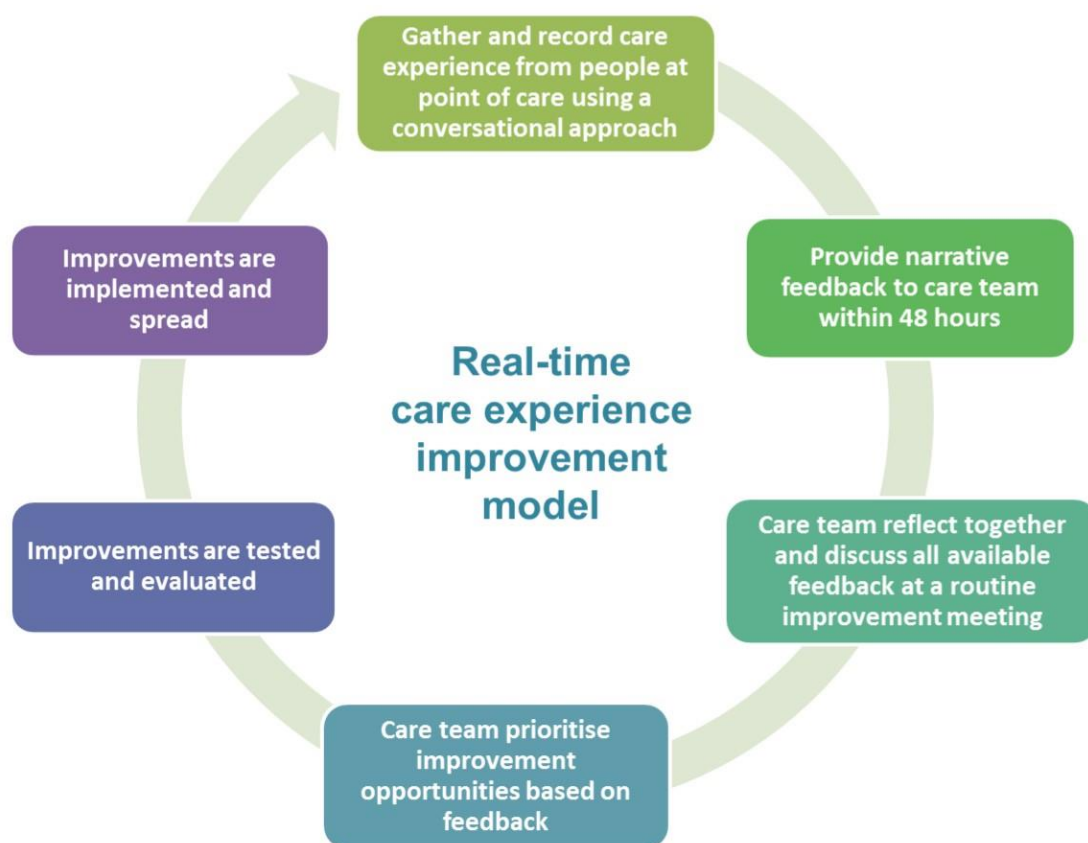 Gather and record care
experience from people at
point of care using a
conversational approach
Provide narrative
feedback to care team
within 48 hours
Care team reflect together
and discuss all available
feedback at a routine
improvement meeting
Care team prioritise
improvement
opportunities based on
feedback
Improvements are tested
and evaluated
Improvements are
implemented and
spread
Real-time
care experience
improvement
model